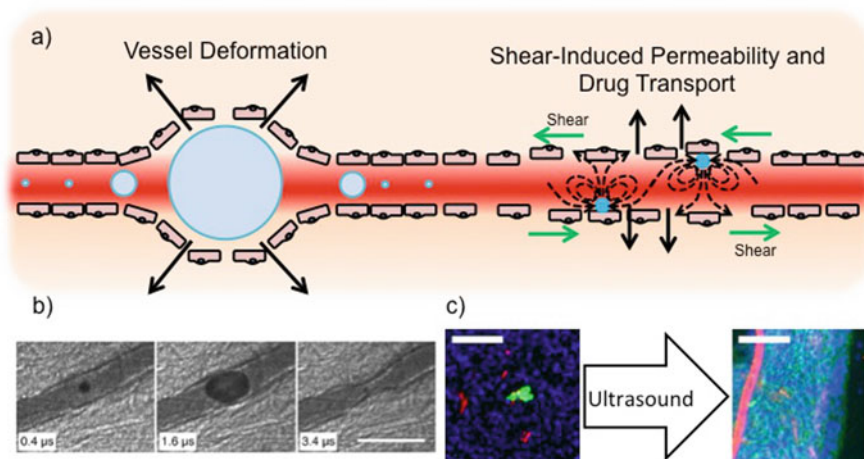 a)
Vessel Deformation
Shear-Induced Permeability and
Drug Transport
Shear
Shear
b)
0.4 µs
1.6 µs
3.4 µs
c)
Ultrasound